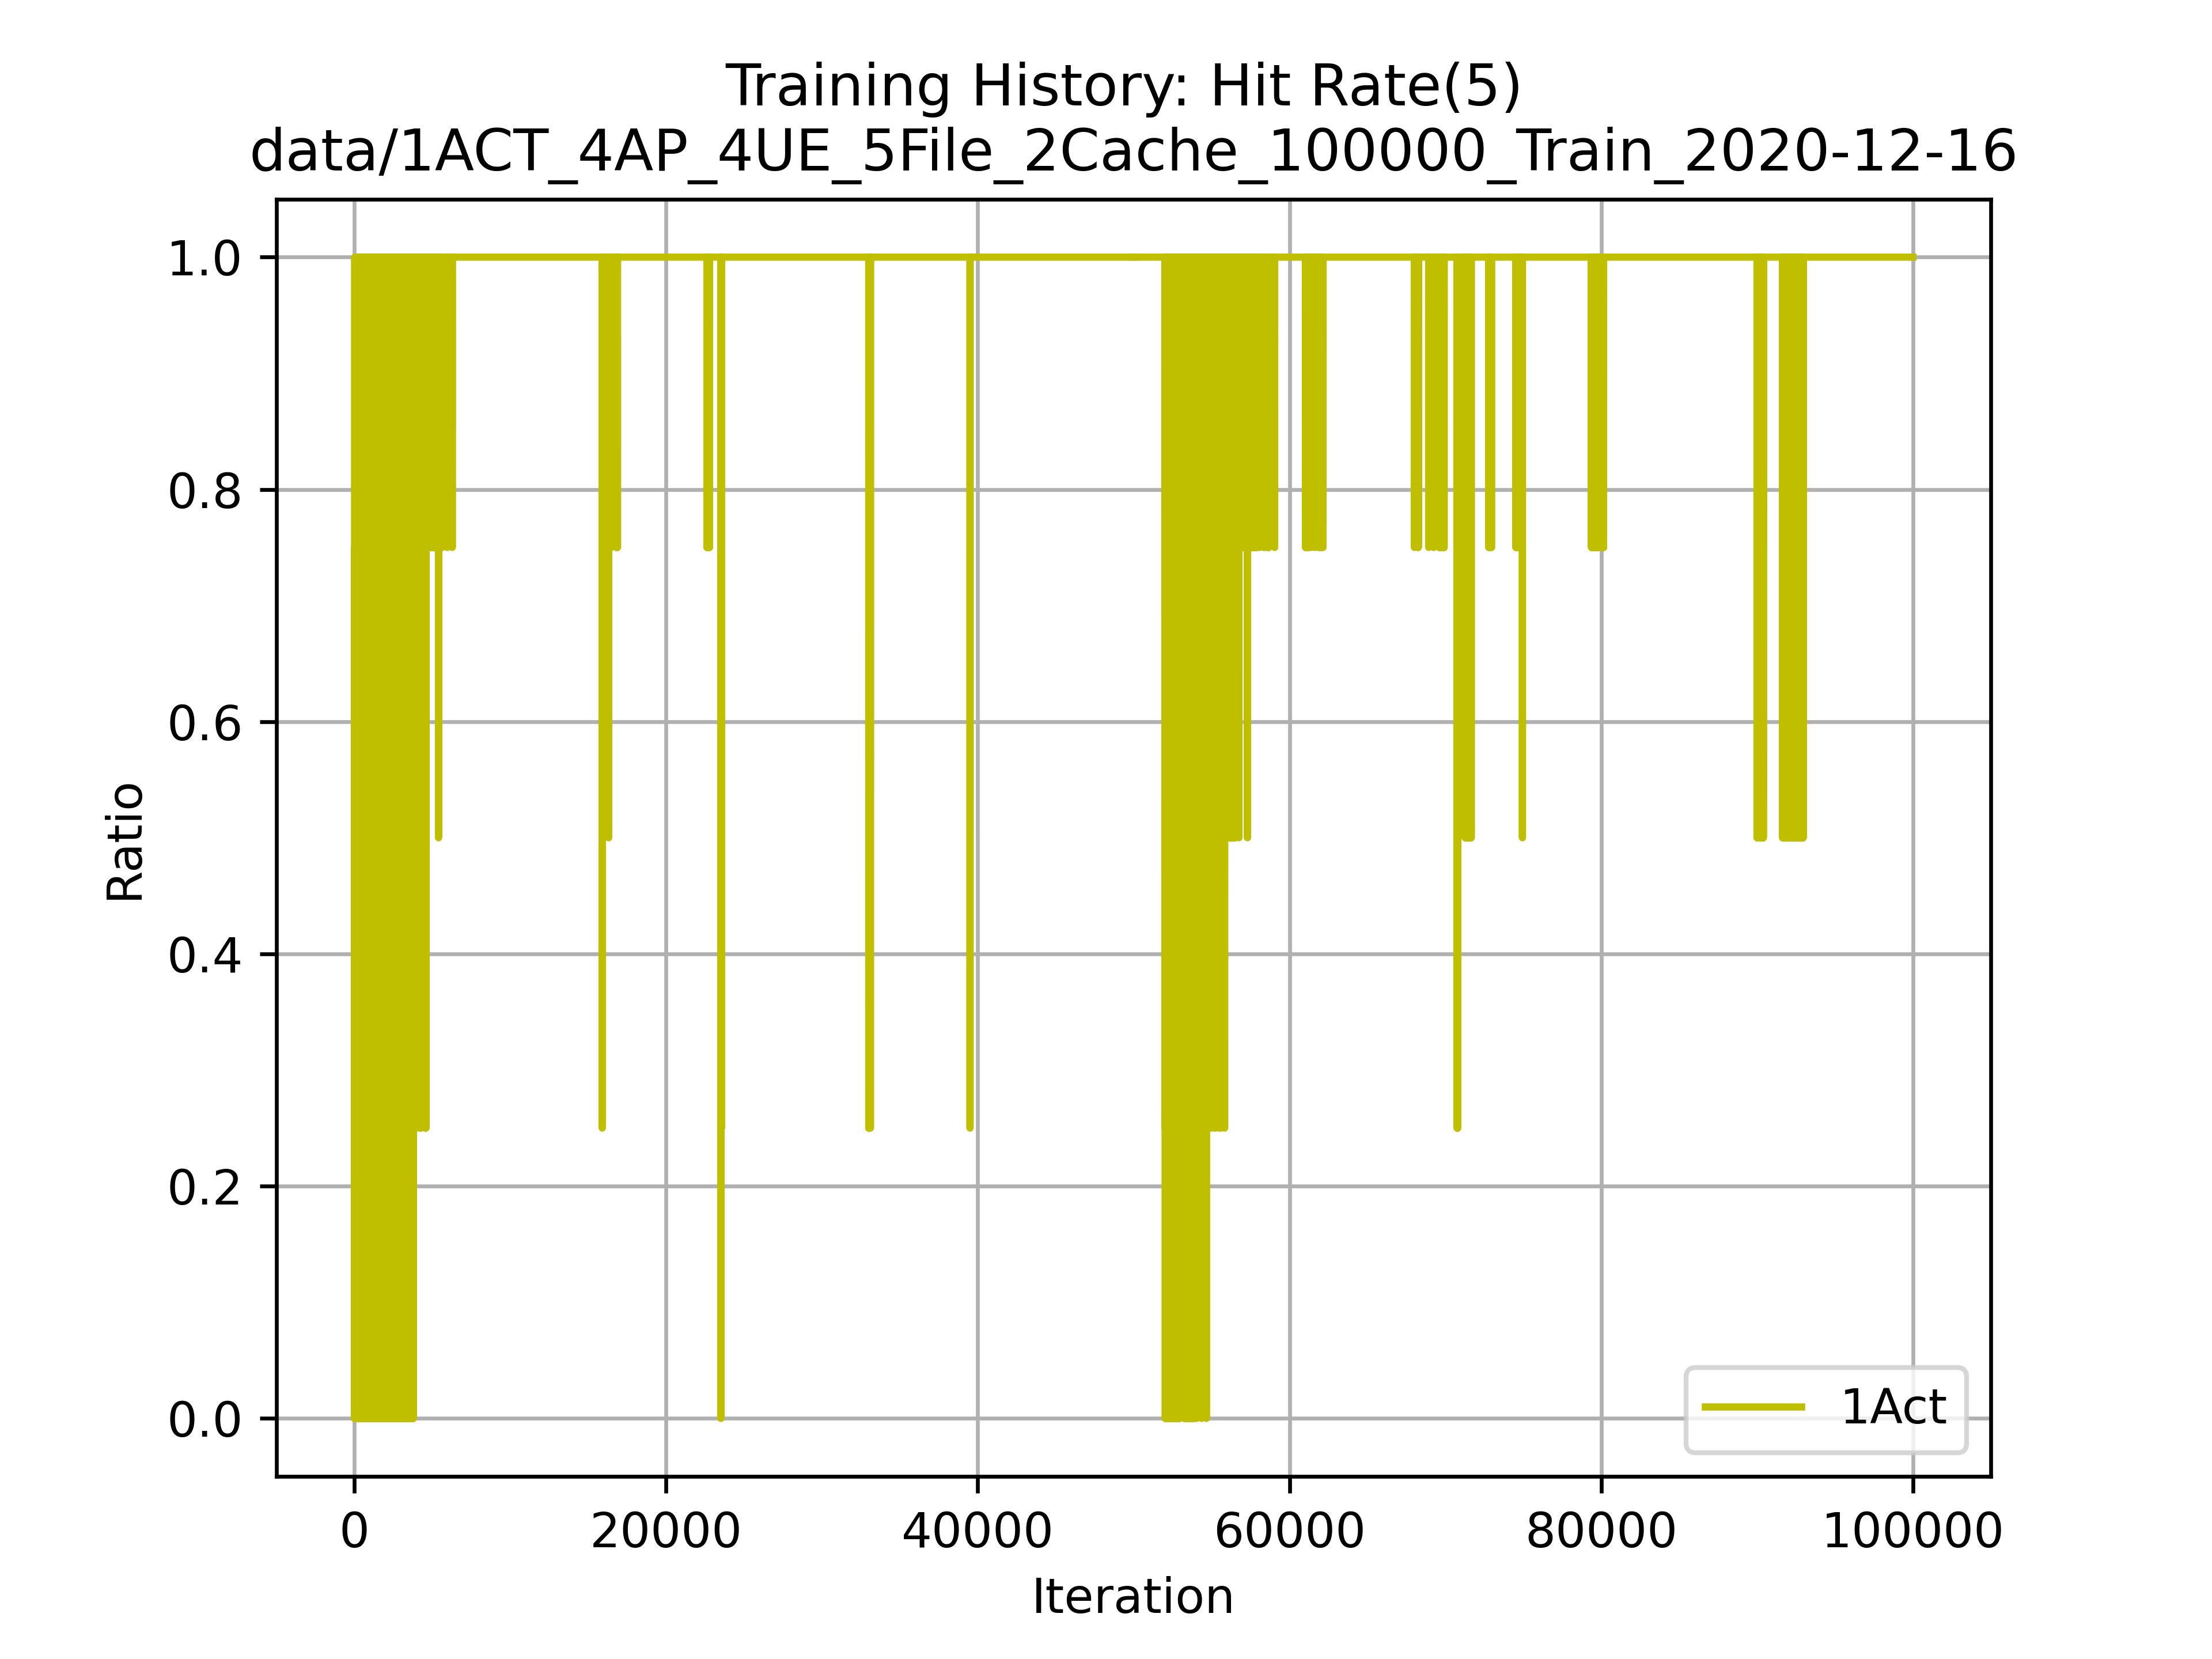 Training History: Hit Rate(5)
data/1ACT_4AP_4UE_5File_2Cache_100000_Train_2020-12-16
1.0
0.8
0.6
0.4
0.2
0.0
Ratio
0 20000 40000 60000 80000 100000
Iteration
1Act